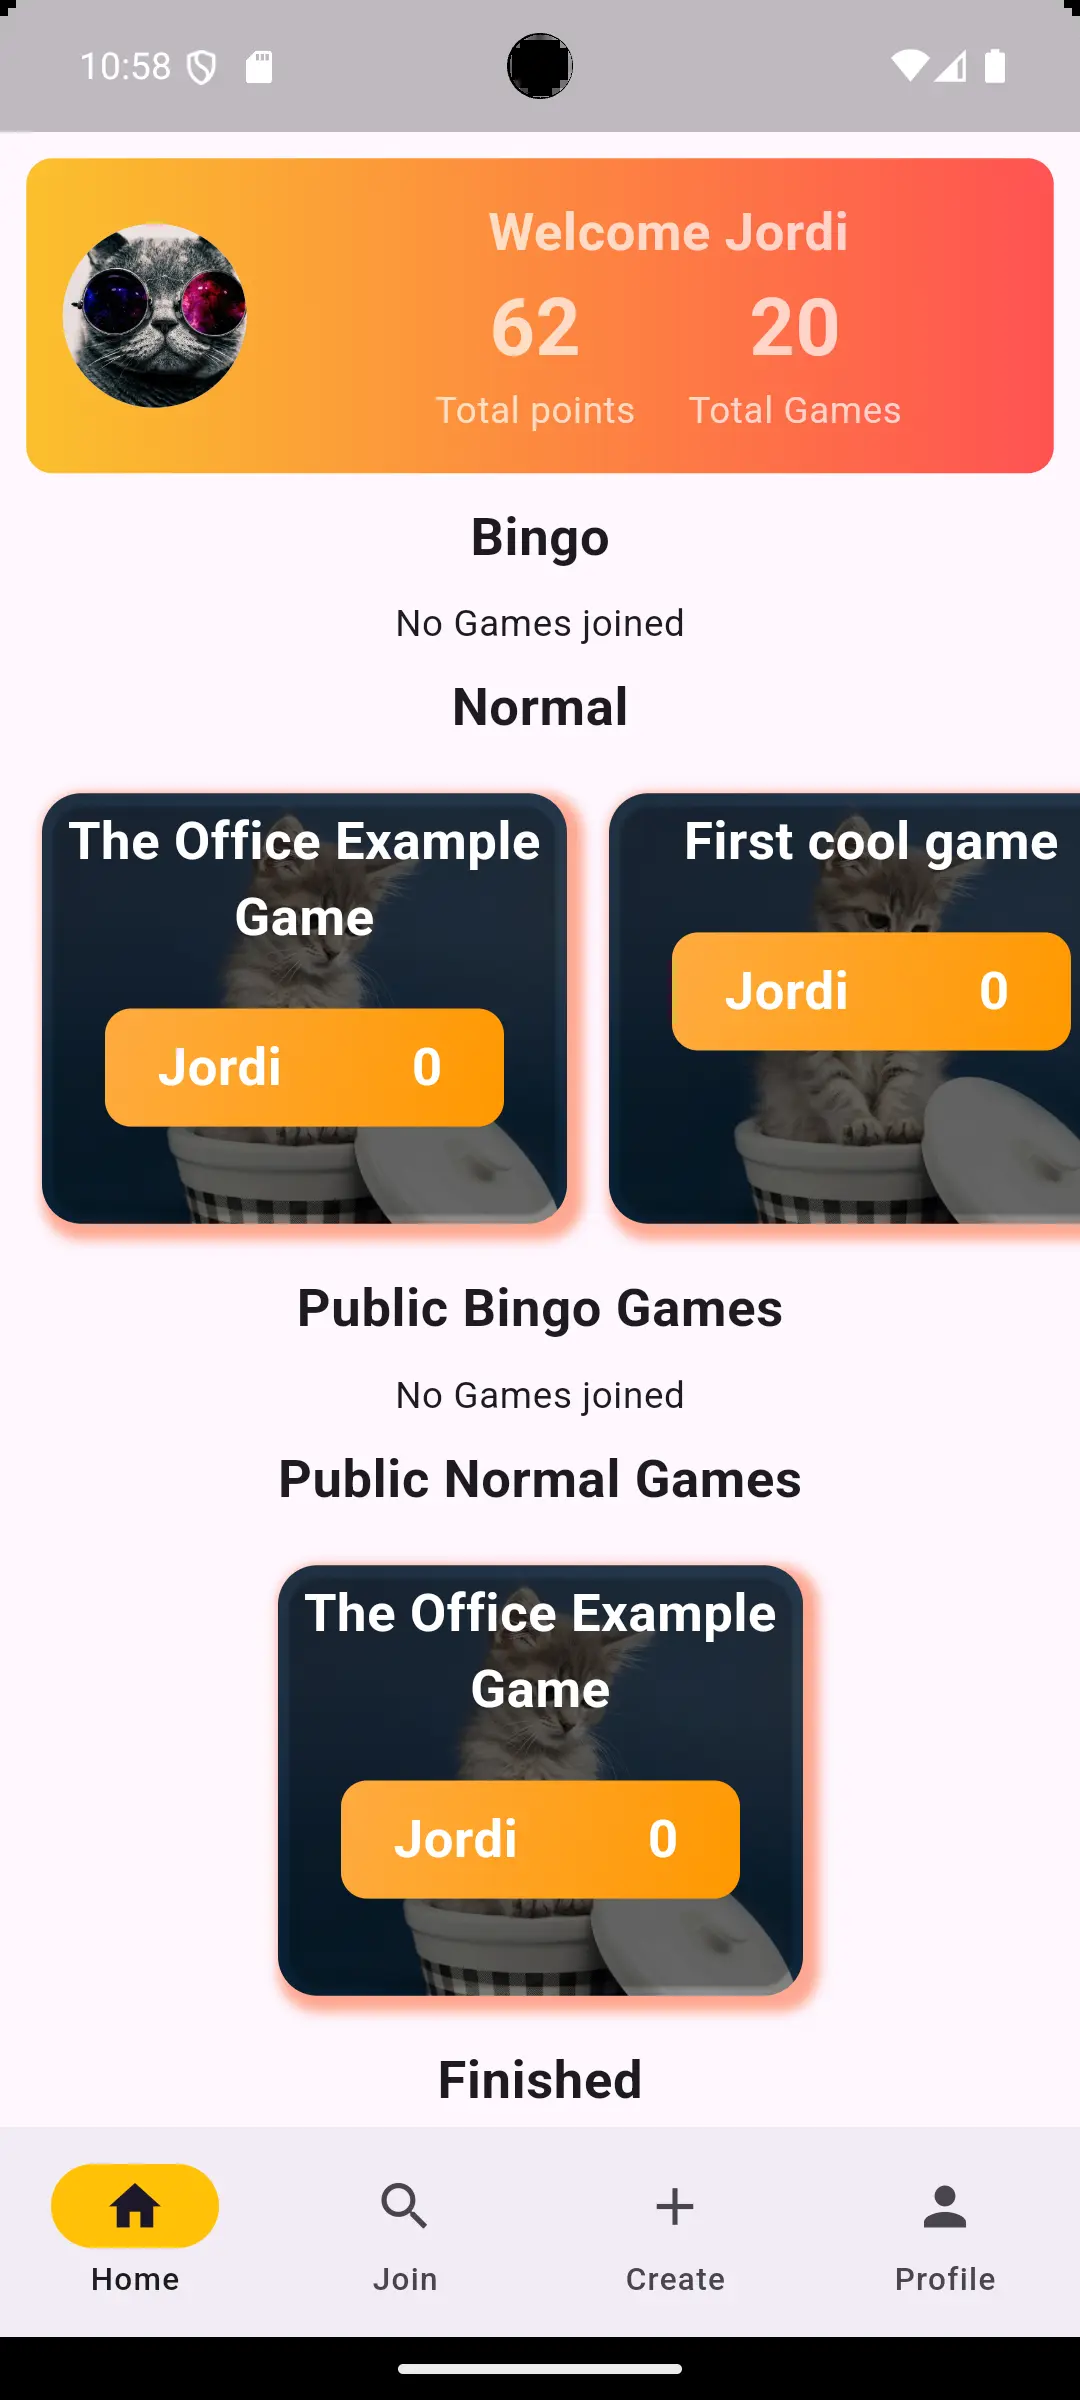 10:58
Welcome Jordi
62 20
Total points Total Games
Bingo
No Games joined
Normal
The Office Example
Game
Jordi 0
First cool game
Jordi 0
Public Bingo Games
No Games joined
Public Normal Games
The Office Example
Game
Jordi 0
Finished
Home Join Create Profile